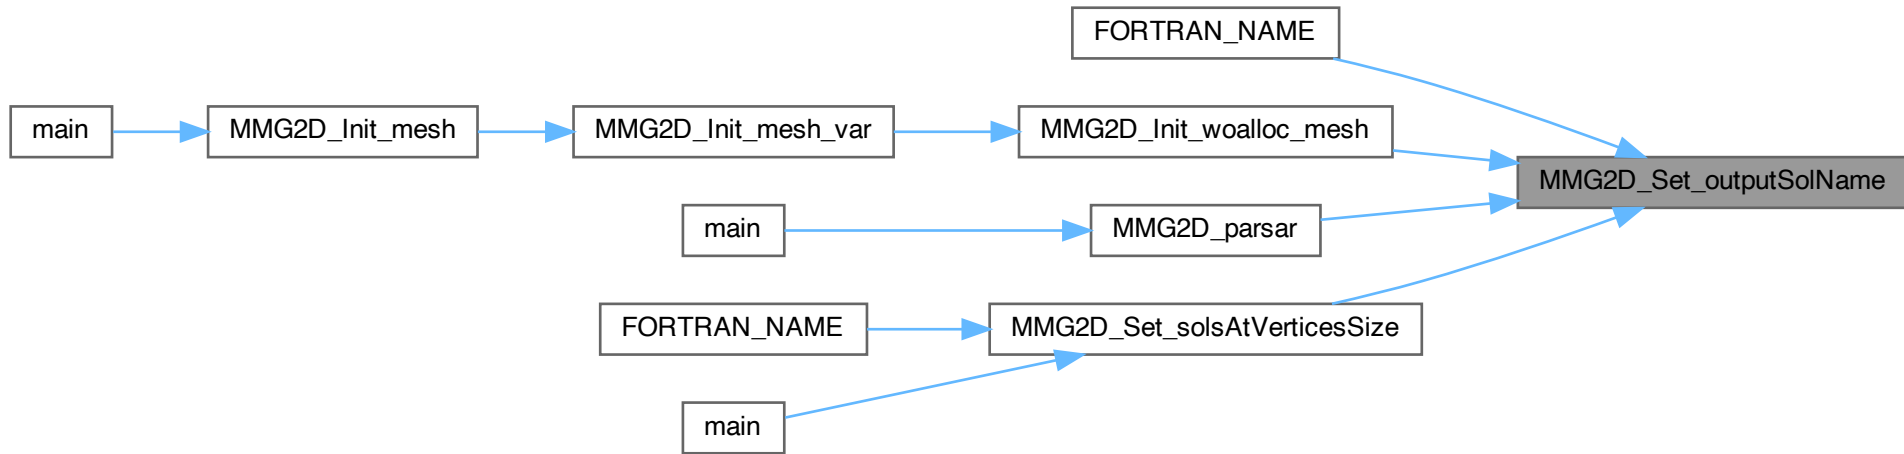 FORTRAN_NAME
main
MMG2D_Init_mesh
MMG2D_Init_mesh_var
MMG2D_Init_woalloc_mesh
MMG2D_Set_outputSolName
main
MMG2D_parsar
FORTRAN_NAME
MMG2D_Set_solsAtVerticesSize
main